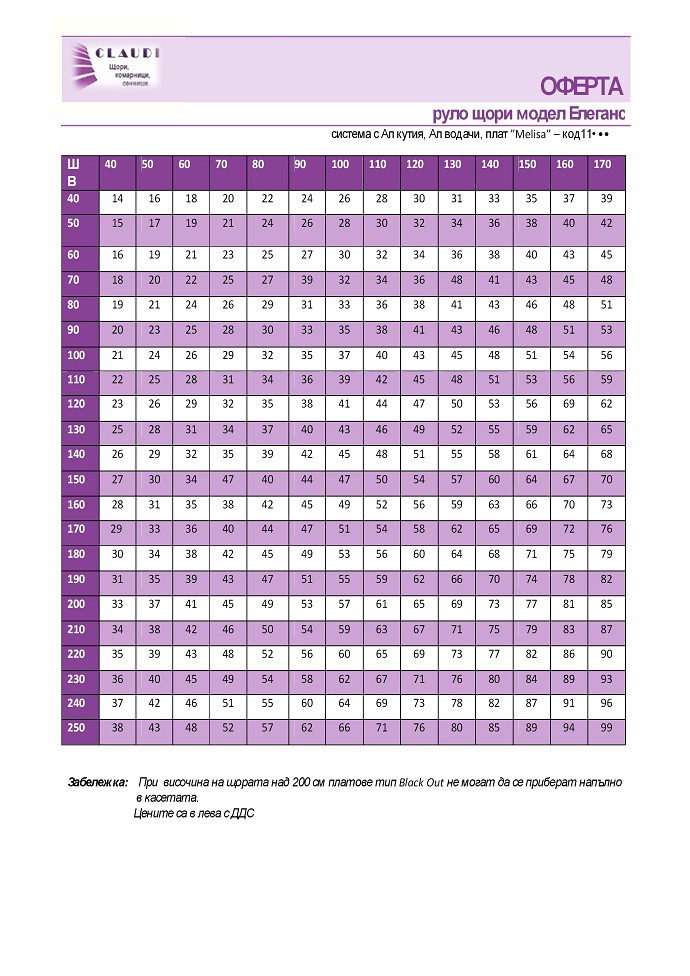 CLAUDI
Щори,
комарници,
сенници.
ОФЕРТА
руло щори модел Елеганс
система с Ал кутия, Ал водачи, плат “Melisa” – код11•••
Ш 40 50 60 70 80 90 100 110 120 130 140 150 160 170
В
40 14 16 18 20 22 24 26 28 30 31 33 35 37 39
50 15 17 19 21 24 26 28 30 32 34 36 38 40 42
60 16 19 21 23 25 27 30 32 34 36 38 40 43 45
70 18 20 22 25 27 39 32 34 36 48 41 43 45 48
80 19 21 24 26 29 31 33 36 38 41 43 46 48 51
90 20 23 25 28 30 33 35 38 41 43 46 48 51 53
100 21 24 26 29 32 35 37 40 43 45 48 51 54 56
110 22 25 28 31 34 36 39 42 45 48 51 53 56 59
120 23 26 29 32 35 38 41 44 47 50 53 56 69 62
130 25 28 31 34 37 40 43 46 49 52 55 59 62 65
140 26 29 32 35 39 42 45 48 51 55 58 61 64 68
150 27 30 34 47 40 44 47 50 54 57 60 64 67 70
160 28 31 35 38 42 45 49 52 56 59 63 66 70 73
170 29 33 36 40 44 47 51 54 58 62 65 69 72 76
180 30 34 38 42 45 49 53 56 60 64 68 71 75 79
190 31 35 39 43 47 51 55 59 62 66 70 74 78 82
200 33 37 41 45 49 53 57 61 65 69 73 77 81 85
210 34 38 42 46 50 54 59 63 67 71 75 79 83 87
220 35 39 43 48 52 56 60 65 69 73 77 82 86 90
230 36 40 45 49 54 58 62 67 71 76 80 84 89 93
240 37 42 46 51 55 60 64 69 73 78 82 87 91 96
250 38 43 48 52 57 62 66 71 76 80 85 89 94 99
Забележка: При височина на щората над 200 см платове тип Black Out не могат да се приберат напълно
в касетата.
Цените са в лева с ДДС